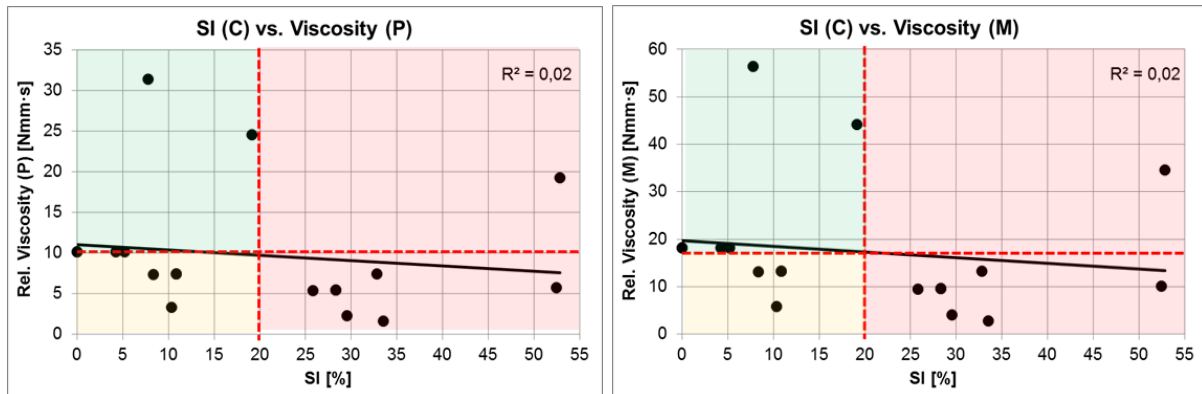 SI (C) vs. Viscosity (P)
R² = 0,02
Rel. Viscosity (P) [Nmm·s]
35
30
25
20
15
10
5
0
0 5 10 15 20 25 30 35 40 45 50 55
SI [%]
SI (C) vs. Viscosity (M)
R² = 0,02
Rel. Viscosity (M) [Nmm·s]
60
50
40
30
20
10
0
0 5 10 15 20 25 30 35 40 45 50 55
SI [%]